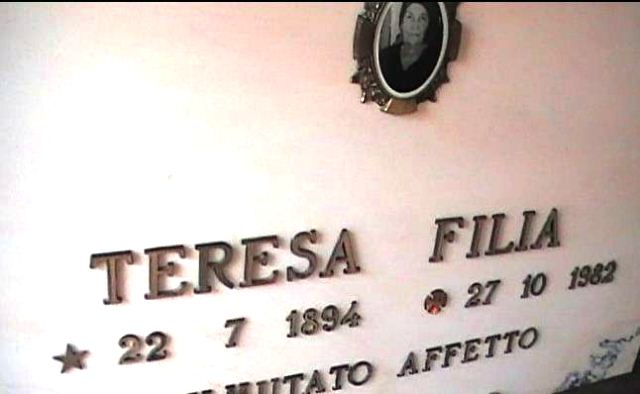 TERESA FILIA
22 7 1894 27 10 1982
AFFETTO